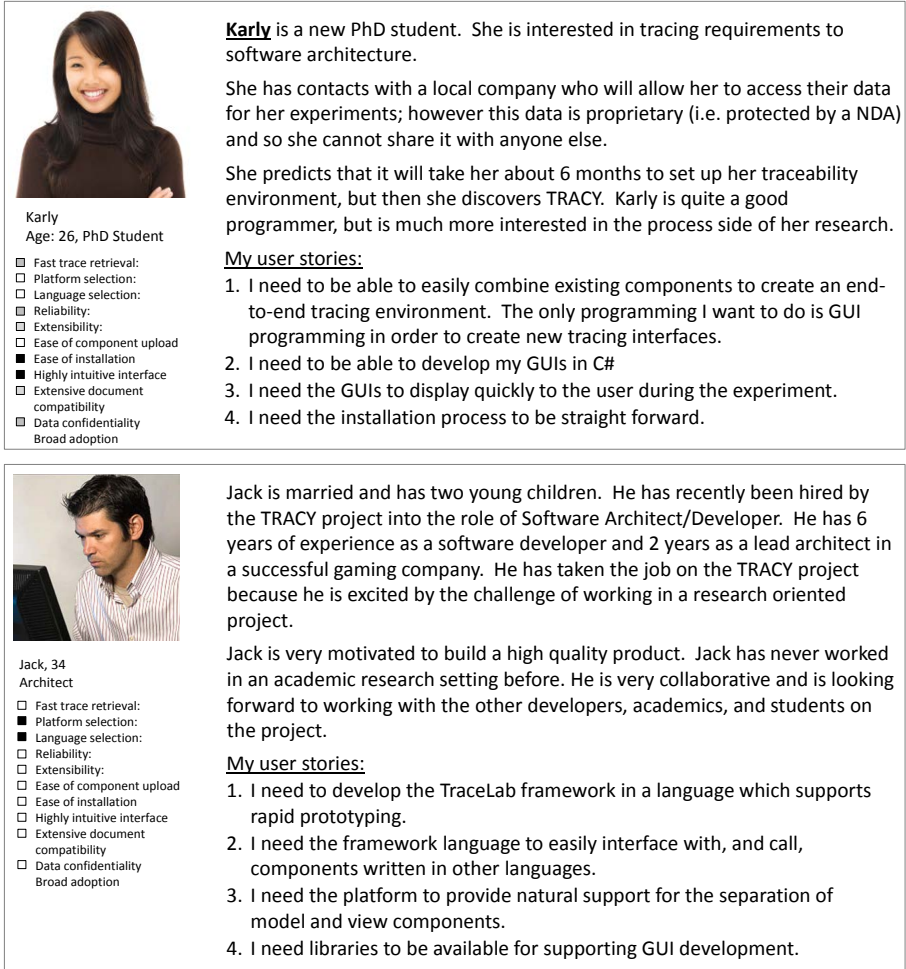 Karly is a new PhD student. She is interested in tracing requirements to
software architecture.
She has contacts with a local company who will allow her to access their data
for her experiments; however this data is proprietary (i.e. protected by a NDA)
and so she cannot share it with anyone else.
She predicts that it will take her about 6 months to set up her traceability
environment, but then she discovers TRACY. Karly is quite a good
programmer, but is much more interested in the process side of her research.
My user stories:
1. I need to be able to easily combine existing components to create an end-
to-end tracing environment. The only programming I want to do is GUI
programming in order to create new tracing interfaces.
2. I need to be able to develop my GUIs in C#
3. I need the GUIs to display quickly to the user during the experiment.
4. I need the installation process to be straight forward.
Karly
Age: 26, PhD Student
Fast trace retrieval:
Platform selection:
Language selection:
Reliability:
Extensibility:
Ease of component upload
Ease of installation
Highly intuitive interface
Extensive document
compatibility
Data confidentiality
Broad adoption
Jack is married and has two young children. He has recently been hired by
the TRACY project into the role of Software Architect/Developer. He has 6
years of experience as a software developer and 2 years as a lead architect in
a successful gaming company. He has taken the job on the TRACY project
because he is excited by the challenge of working in a research oriented
project.
Jack is very motivated to build a high quality product. Jack has never worked
in an academic research setting before. He is very collaborative and is looking
forward to working with the other developers, academics, and students on
the project.
My user stories:
1. I need to develop the TraceLab framework in a language which supports
rapid prototyping.
2. I need the framework language to easily interface with, and call,
components written in other languages.
3. I need the platform to provide natural support for the separation of
model and view components.
4. I need libraries to be available for supporting GUI development.
Jack, 34
Architect
Fast trace retrieval:
Platform selection:
Language selection:
Reliability:
Extensibility:
Ease of component upload
Ease of installation
Highly intuitive interface
Extensive document
compatibility
Data confidentiality
Broad adoption